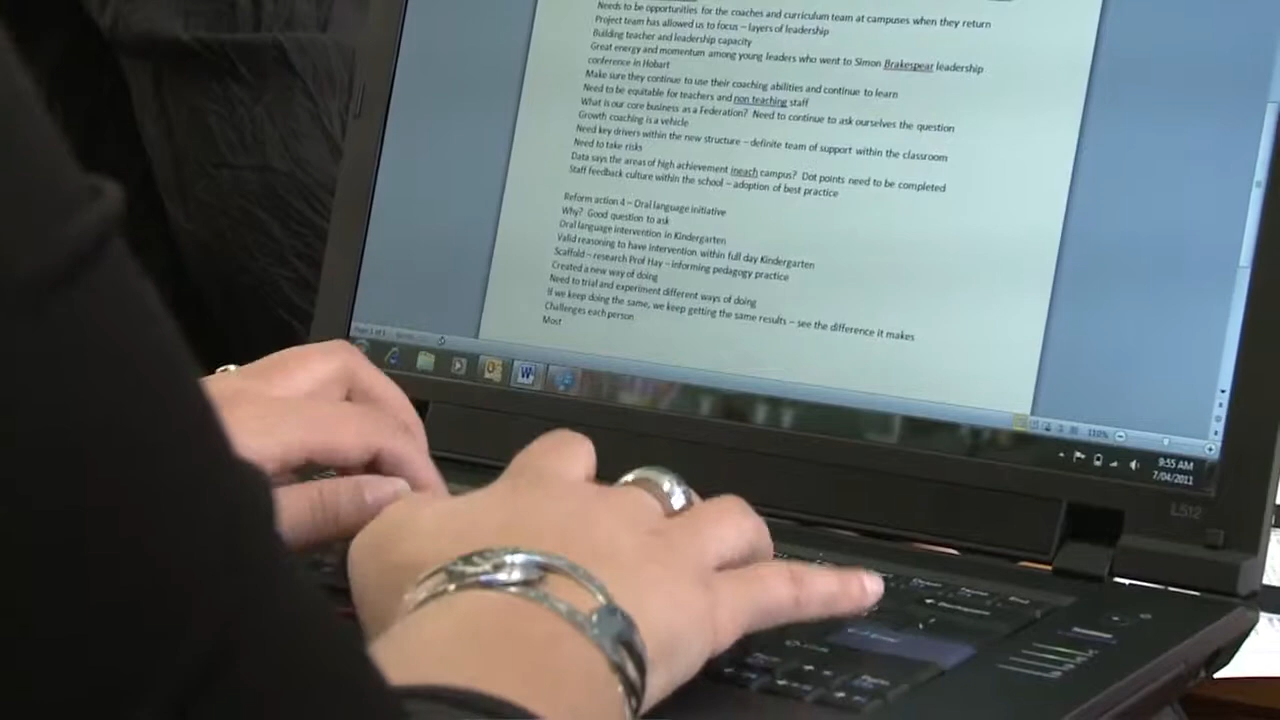 Needs to be opportunities for the coaches and curriculum team at campuses when they return
Project team has allowed us to focus – layers of leadership
Building teacher and leadership capacity
Great energy and momentum among young leaders who went to Simon Brakespear leadership
conference in Hobart
Make sure they continue to use their coaching abilities and continue to learn
Need to be equitable for teachers and non teaching staff
What is our core business as a Federation? Need to continue to ask ourselves the question
Growth coaching is a vehicle
Need key drivers within the new structure – definite team of support within the classroom
Need to take risks
Data says the areas of high achievement ineach campus? Dot points need to be completed
Staff feedback culture within the school – adoption of best practice
Reform action 4 – Oral language initiative
Why? Good question to ask
Oral language intervention in Kindergarten
Valid reasoning to have intervention within full day Kindergarten
Scaffold – research Prof Hay – informing pedagogy practice
Created a new way of doing
Need to trial and experiment different ways of doing
If we keep doing the same, we keep getting the same results – see the difference it makes
Challenges each person
Most
110%
9:55 AM
7/04/2011
L512